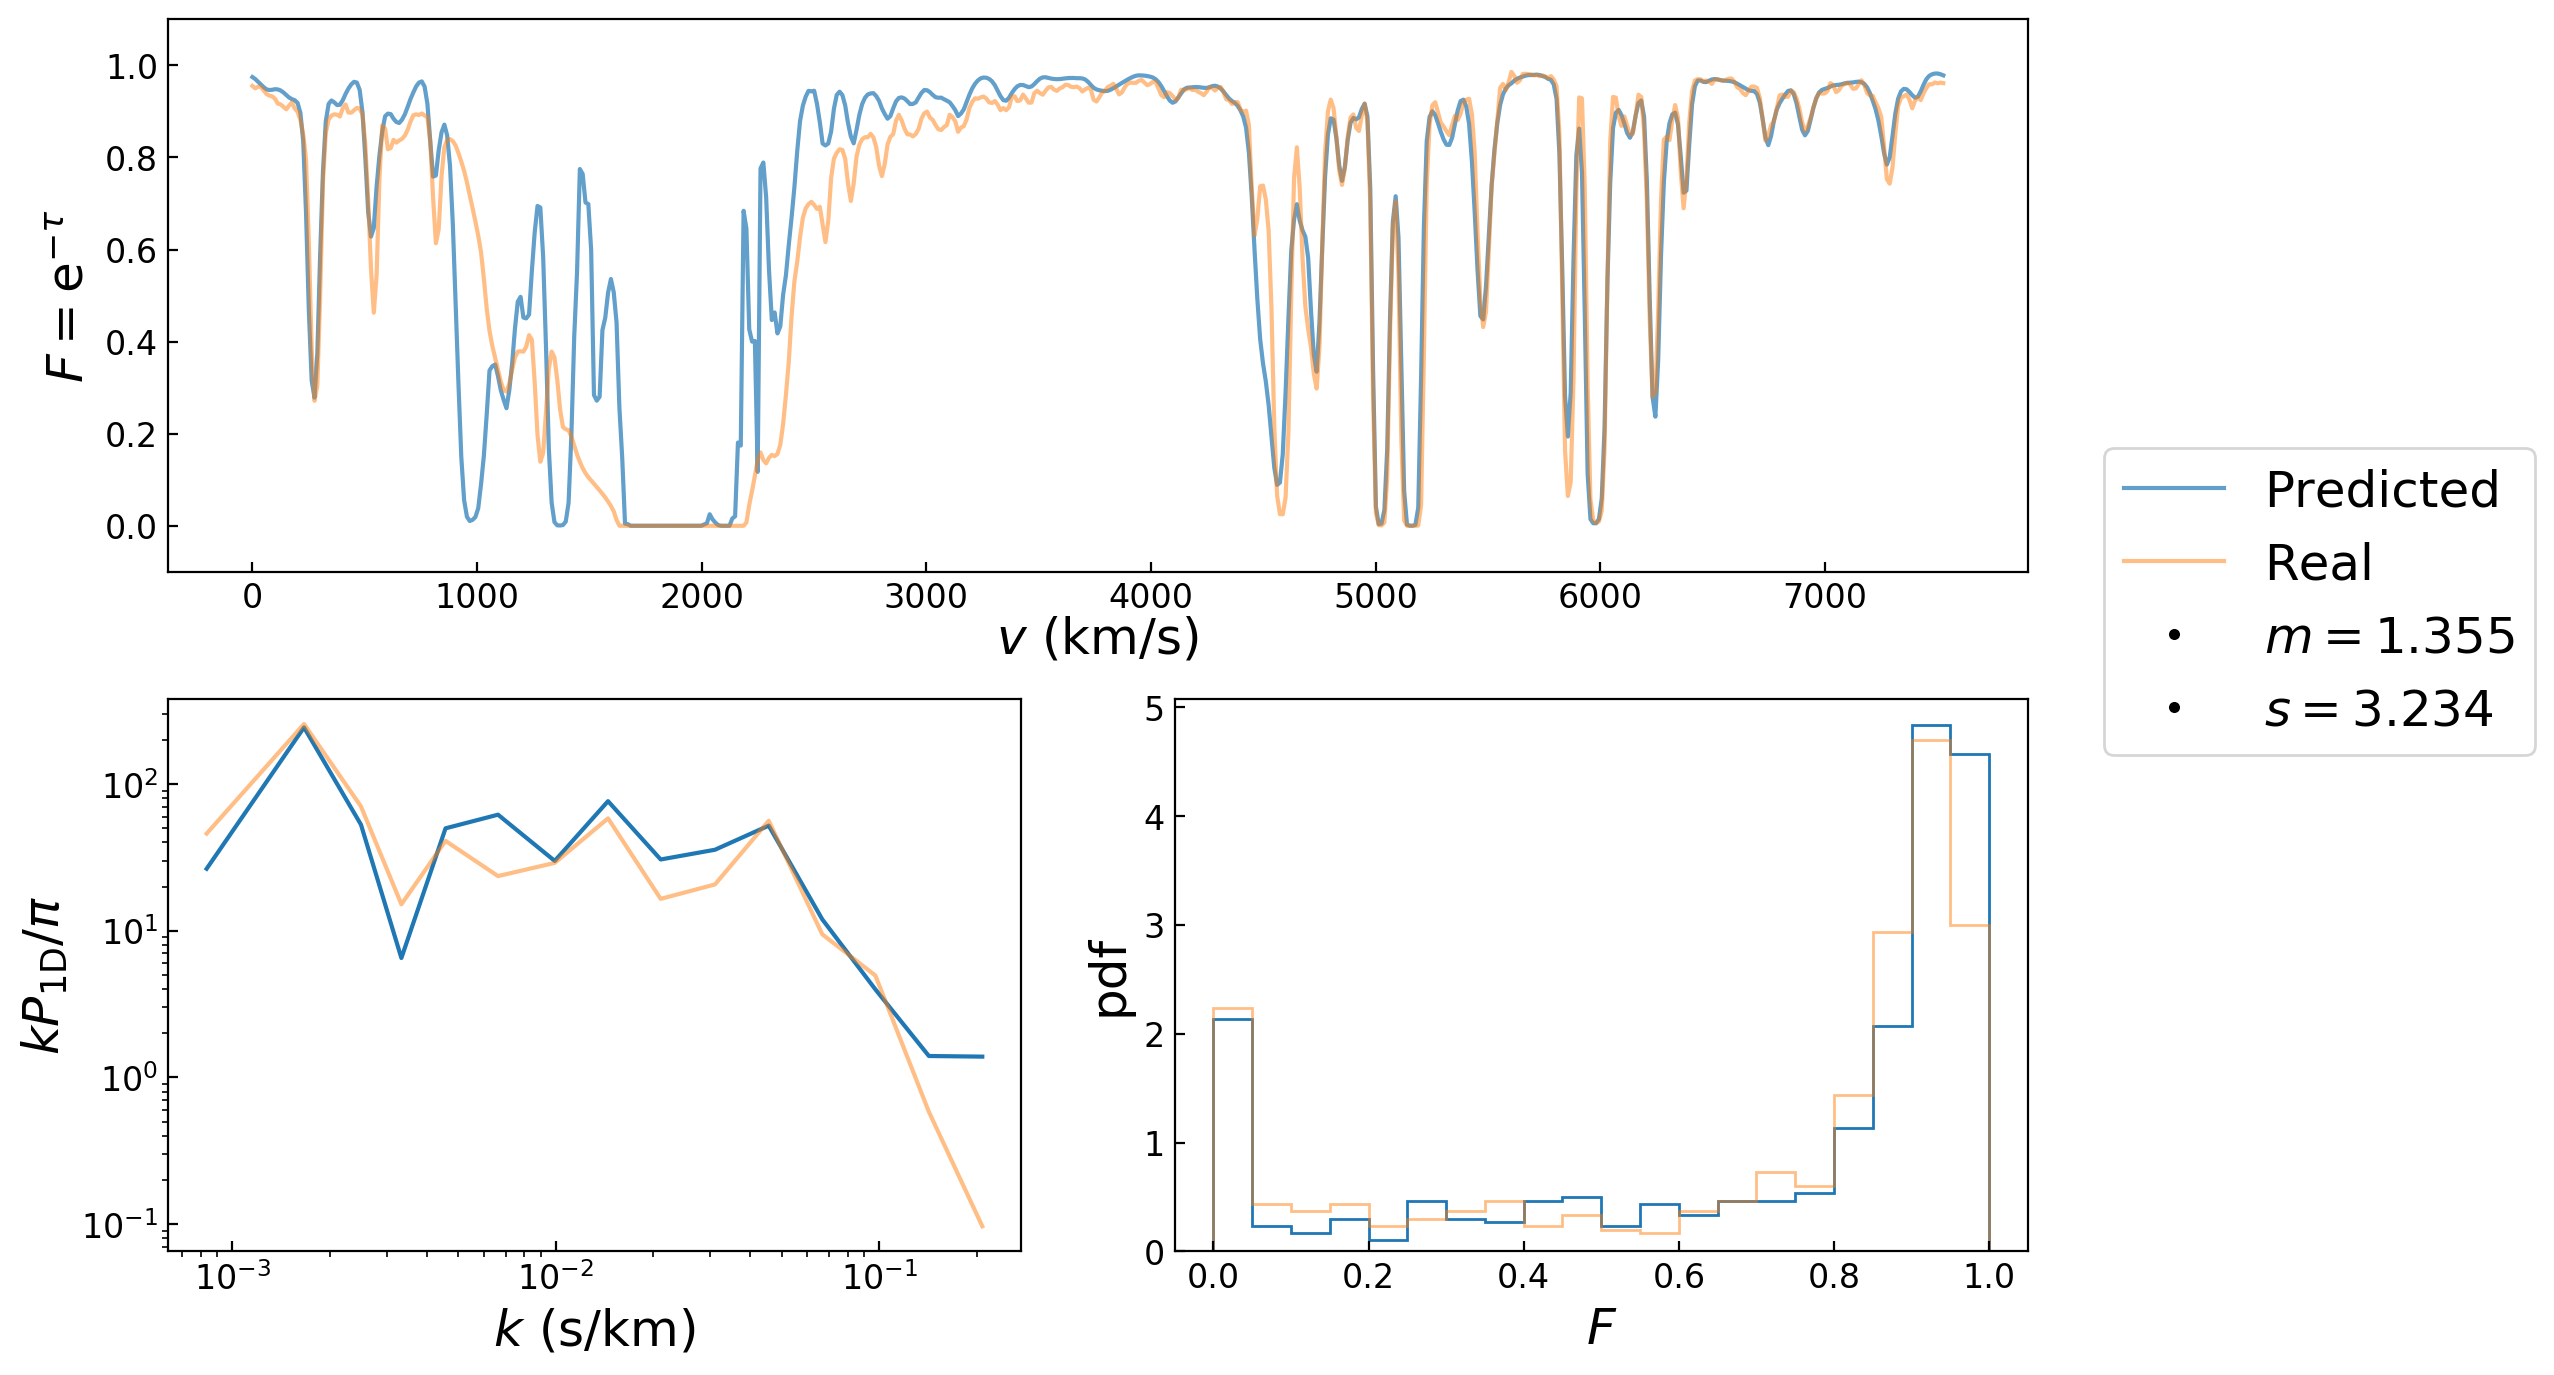 1.0
0.8
0.6
0.4
0.2
0.0
F = e^{−τ}
0 1000 2000 3000 4000 5000 6000 7000
v (km/s)
Predicted
Real
m = 1.355
s = 3.234
10^2
10^1
10^0
10^{−1}
kP_{1D}/π
10^{−3} 10^{−2} 10^{−1}
k (s/km)
5
4
3
2
1
0
pdf
0.0 0.2 0.4 0.6 0.8 1.0
F